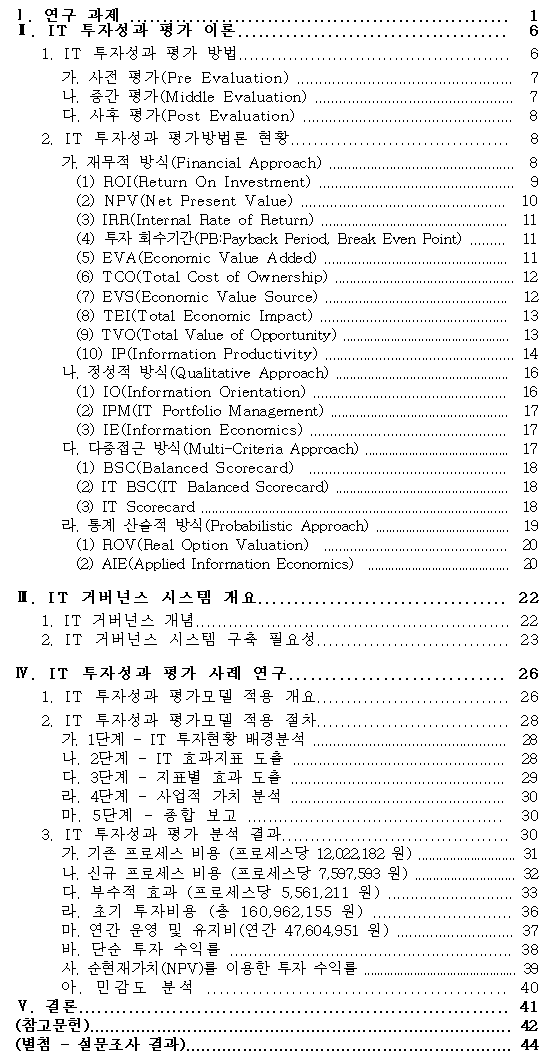 Ⅰ. 연구 과제 ........ 1
Ⅱ. IT 투자성과 평가 이론........ 6
1. IT 투자성과 평가 방법........ 6
가. 사전 평가(Pre Evaluation) ........ 7
나. 중간 평가(Middle Evaluation) ........ 7
다. 사후 평가(Post Evaluation) ........ 8
2. IT 투자성과 평가방법론 현황........ 8
가. 재무적 방식(Financial Approach) ........ 8
(1) ROI(Return On Investment) ........ 9
(2) NPV(Net Present Value) ........ 10
(3) IRR(Internal Rate of Return) ........ 11
(4) 투자 회수기간(PB:Payback Period, Break Even Point) ........ 11
(5) EVA(Economic Value Added) ........ 11
(6) TCO(Total Cost of Ownership) ........ 12
(7) EVS(Economic Value Source) ........ 12
(8) TEI(Total Economic Impact) ........ 13
(9) TVO(Total Value of Opportunity) ........ 13
(10) IP(Information Productivity) ........ 14
나. 정성적 방식(Qualitative Approach) ........ 16
(1) IO(Information Orientation) ........ 16
(2) IPM(IT Portfolio Management) ........ 17
(3) IE(Information Economics) ........ 17
다. 다중접근 방식(Multi-Criteria Approach) ........ 17
(1) BSC(Balanced Scorecard) ........ 18
(2) IT BSC(IT Balanced Scorecard) ........ 18
(3) IT Scorecard ........ 18
라. 통계 산술적 방식(Probabilistic Approach) ........ 19
(1) ROV(Real Option Valuation) ........ 20
(2) AIE(Applied Information Economics) ........ 20
Ⅲ. IT 거버넌스 시스템 개요........ 22
1. IT 거버넌스 개념........ 22
2. IT 거버넌스 시스템 구축 필요성........ 23
Ⅳ. IT 투자성과 평가 사례 연구........ 26
1. IT 투자성과 평가모델 적용 개요........ 26
2. IT 투자성과 평가모델 적용 절차........ 28
가. 1단계 - IT 투자현황 배경분석 ........ 28
나. 2단계 - IT 효과지표 도출 ........ 28
다. 3단계 - 지표별 효과 도출 ........ 29
라. 4단계 - 사업적 가치 분석 ........ 30
마. 5단계 - 종합 보고 ........ 30
3. IT 투자성과 평가 분석 결과........ 30
가. 기존 프로세스 비용 (프로세스당 12,022,182 원) ........ 31
나. 신규 프로세스 비용 (프로세스당 7,597,593 원) ........ 32
다. 부수적 효과 (프로세스당 5,561,211 원) ........ 33
라. 초기 투자비용 (총 160,962,155 원) ........ 36
마. 연간 운영 및 유지비(연간 47,604,951 원) ........ 37
바. 단순 투자 수익률 ........ 38
사. 순현재가치(NPV)를 이용한 투자 수익률 ........ 39
아. 민감도 분석 ........ 40
Ⅴ. 결론........ 41
(참고문헌)........ 42
(별첨 - 설문조사 결과)........ 44